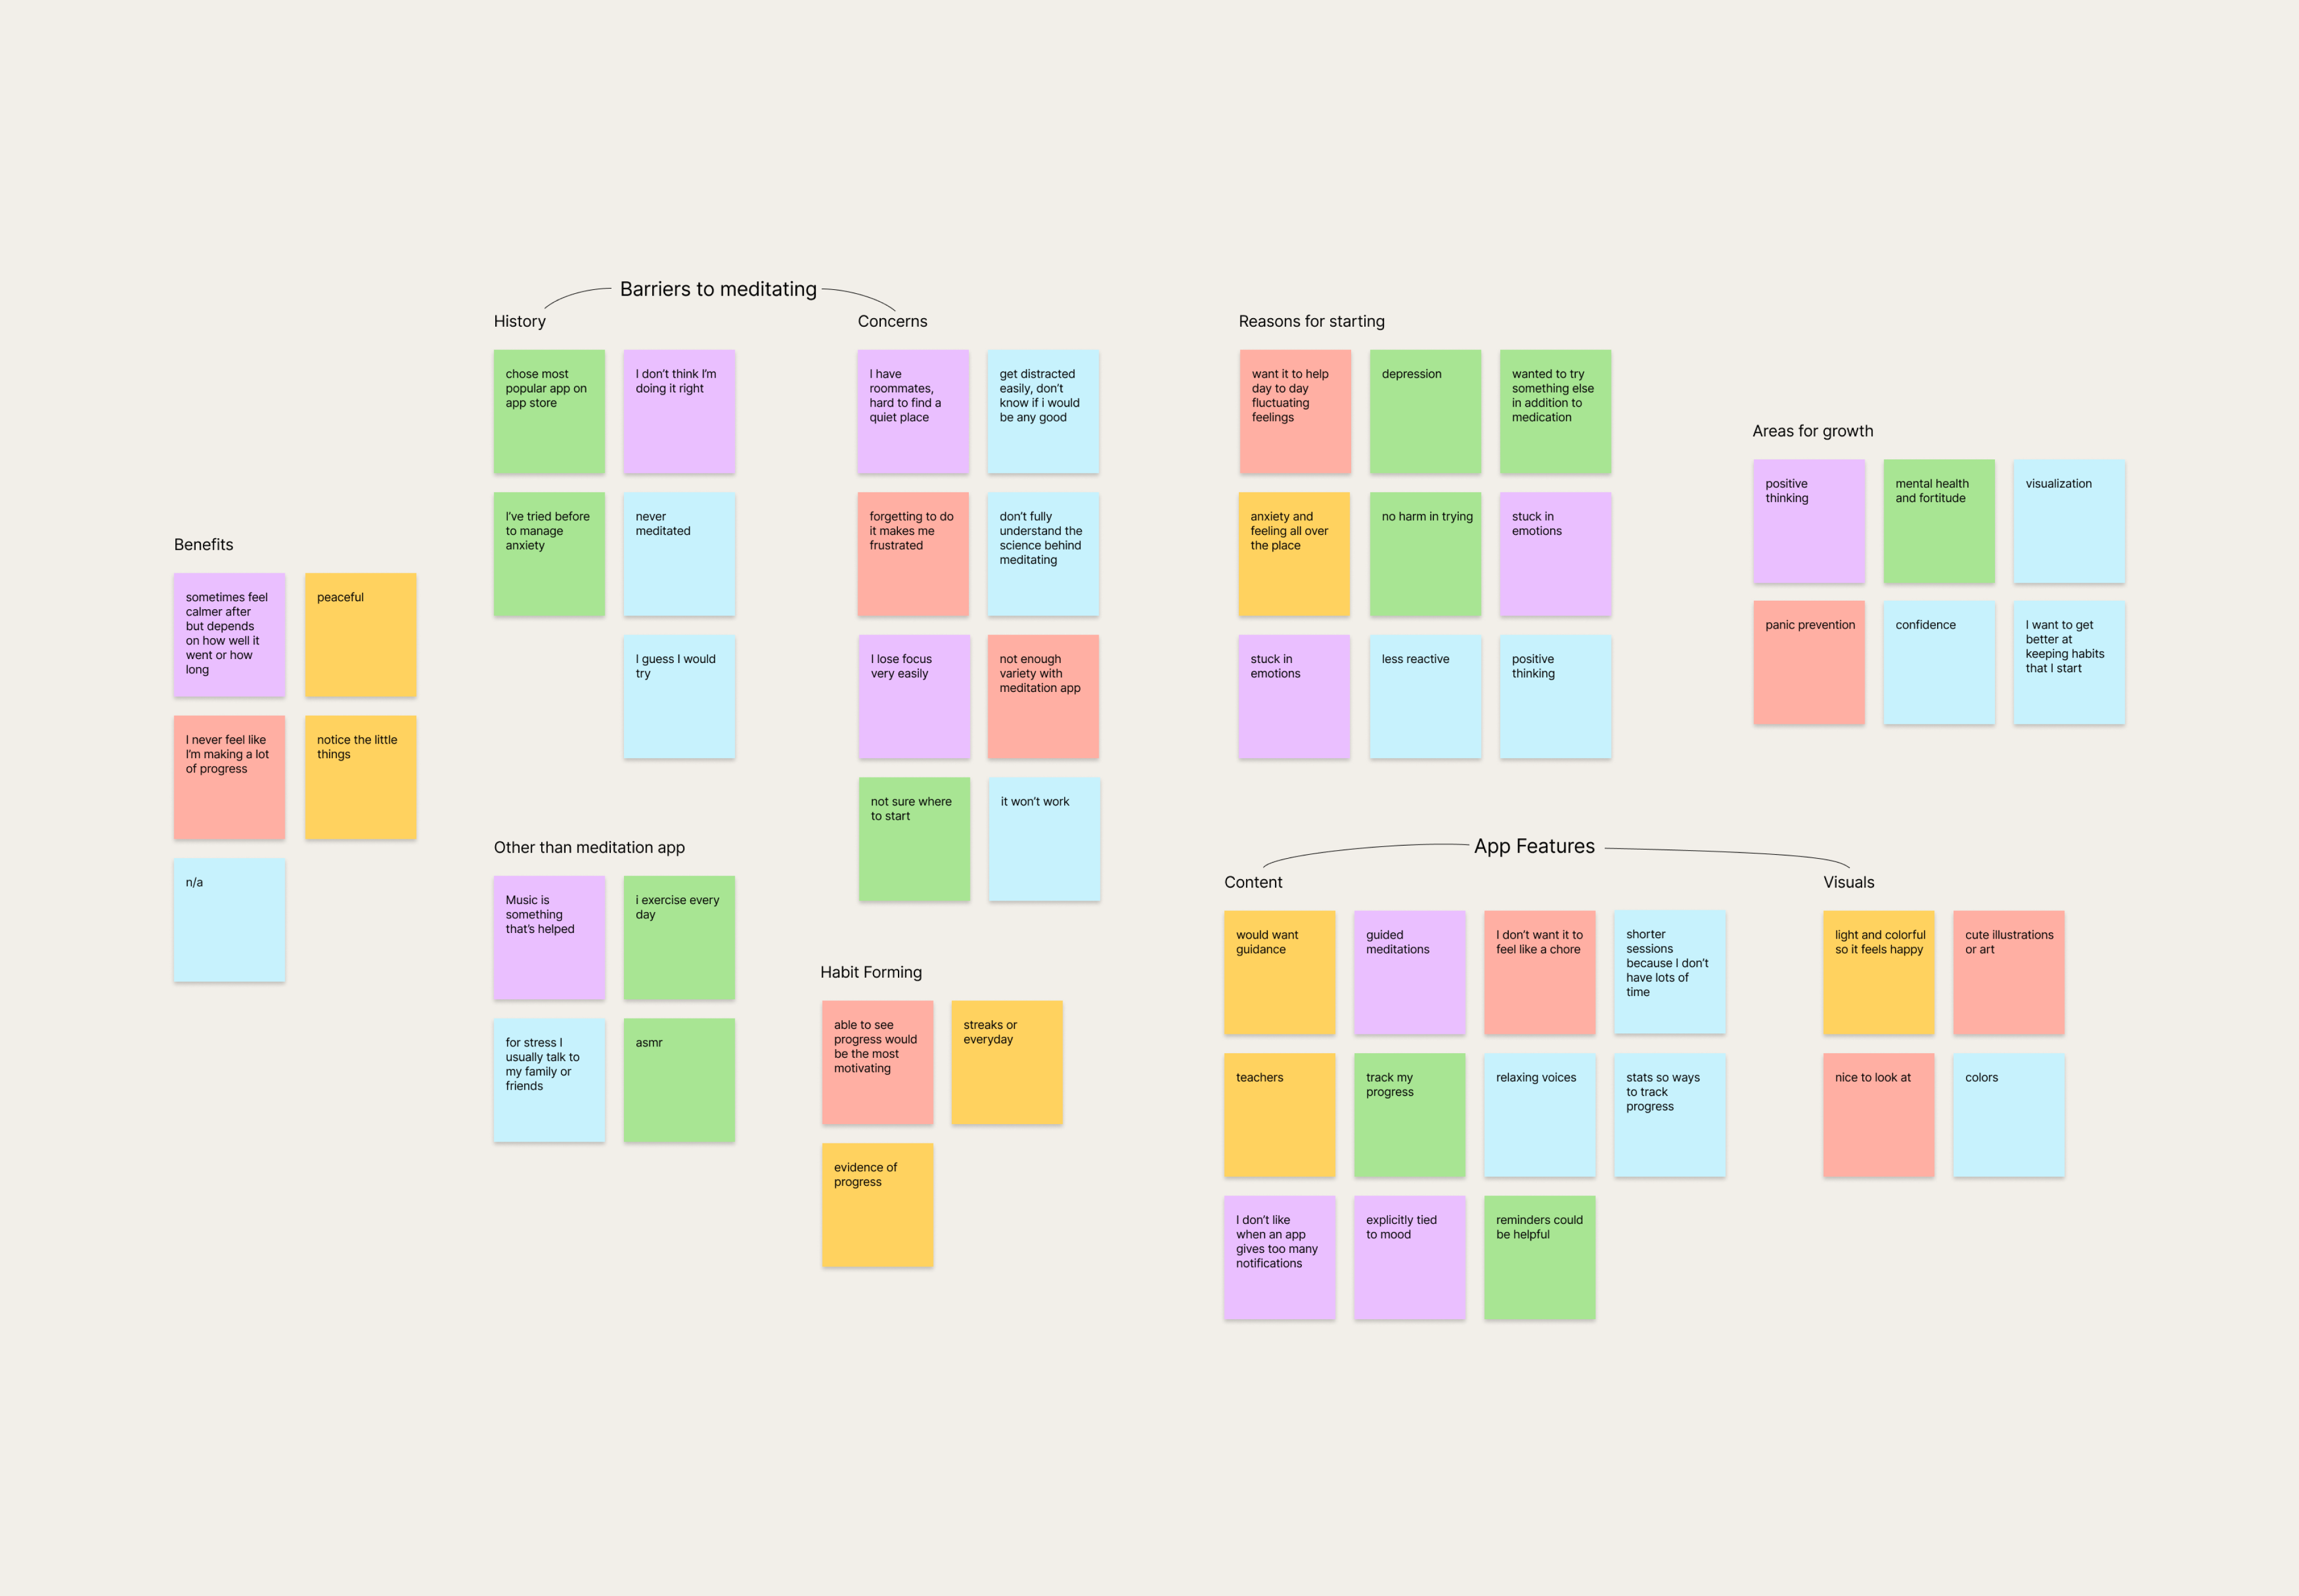 Barriers to meditating
History
chose most
popular app on
app store
I don’t think I’m
doing it right
I’ve tried before
to manage
anxiety
never
meditated
I guess I would
try
Concerns
I have
roommates,
hard to find a
quiet place
get distracted
easily, don’t
know if i would
be any good
forgetting to do
it makes me
frustrated
don’t fully
understand the
science behind
meditating
I lose focus
very easily
not enough
variety with
meditation app
not sure where
to start
it won’t work
Reasons for starting
want it to help
day to day
fluctuating
feelings
depression
wanted to try
something else
in addition to
medication
anxiety and
feeling all over
the place
no harm in trying
stuck in
emotions
stuck in
emotions
less reactive
positive
thinking
Areas for growth
positive
thinking
mental health
and fortitude
visualization
panic prevention
confidence
I want to get
better at
keeping habits
that I start
Benefits
sometimes feel
calmer after
but depends
on how well it
went or how
long
peaceful
I never feel like
I’m making a lot
of progress
notice the little
things
n/a
Other than meditation app
Music is
something
that’s helped
i exercise every
day
for stress I
usually talk to
my family or
friends
asmr
Habit Forming
able to see
progress would
be the most
motivating
streaks or
everyday
evidence of
progress
App Features
Content
would want
guidance
guided
meditations
I don’t want it to
feel like a chore
shorter
sessions
because I don’t
have lots of
time
teachers
track my
progress
relaxing voices
stats so ways
to track
progress
I don’t like
when an app
gives too many
notifications
explicitly tied
to mood
reminders could
be helpful
Visuals
light and colorful
so it feels happy
cute illustrations
or art
nice to look at
colors